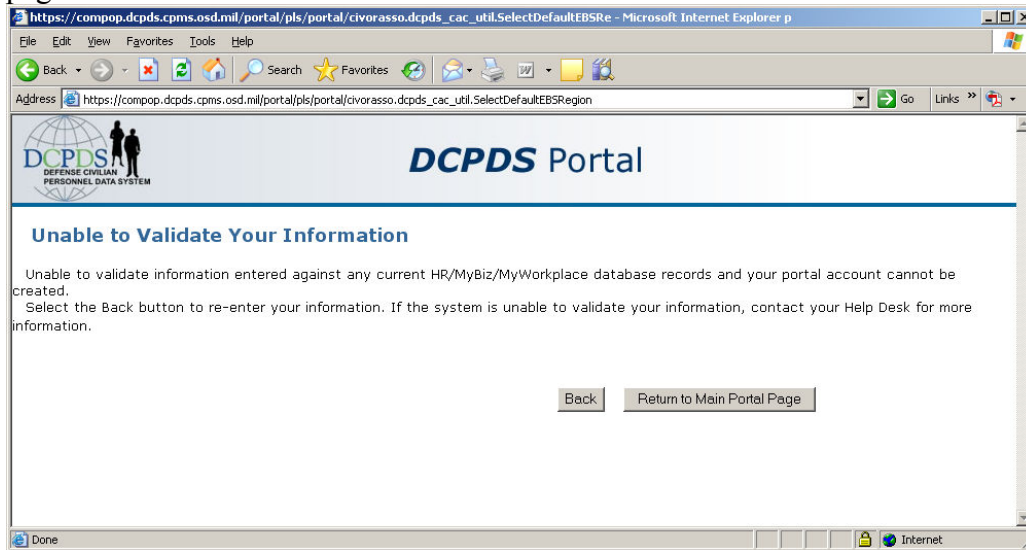 https://compop.dcpds.cpms.osd.mil/portal/pls/portal/civorasso.dcpds_cac_util.SelectDefaultEBSRe - Microsoft Internet Explorer p
File Edit View Favorites Tools Help
Back Search Favorites
Address https://compop.dcpds.cpms.osd.mil/portal/pls/portal/civorasso.dcpds_cac_util.SelectDefaultEBSRegion Go Links »
DCPDS
DEFENSE CIVILIAN
PERSONNEL DATA SYSTEM
DCPDS Portal
Unable to Validate Your Information
Unable to validate information entered against any current HR/MyBiz/MyWorkplace database records and your portal account cannot be
created.
Select the Back button to re-enter your information. If the system is unable to validate your information, contact your Help Desk for more
information.
Back Return to Main Portal Page
Done Internet